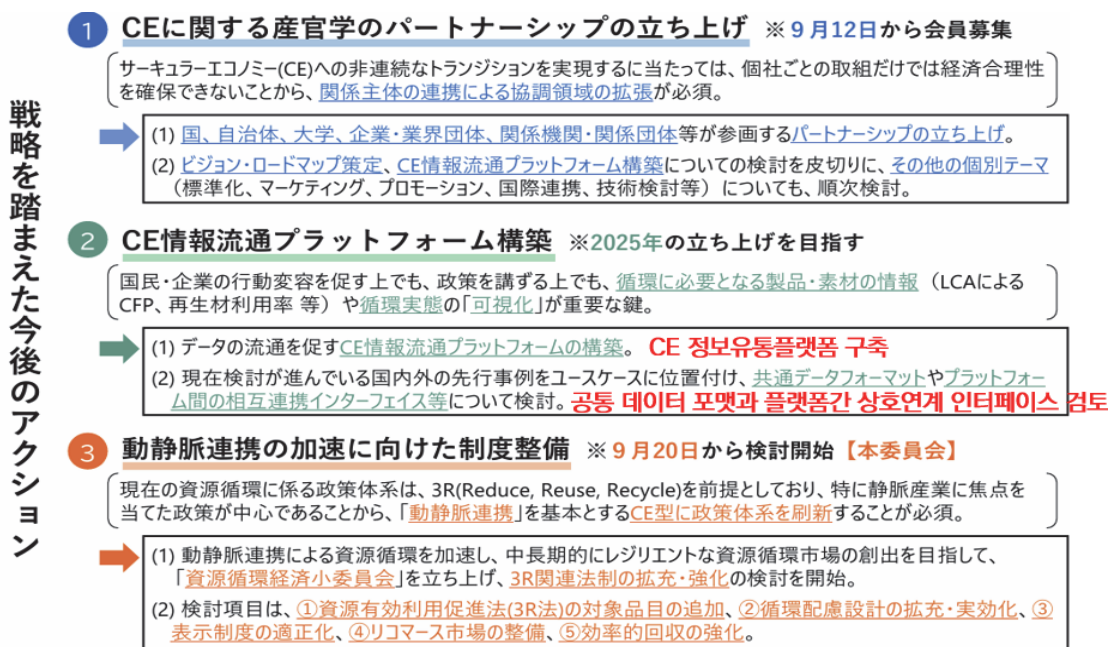 戦略を踏まえた今後のアクション
1 CEに関する産官学のパートナーシップの立ち上げ ※9月12日から会員募集
サーキュラーエコノミー(CE)への非連続なトランジションを実現するに当たっては、個社ごとの取組だけでは経済合理性
を確保できないことから、関係主体の連携による協調領域の拡張が必須。
(1) 国、自治体、大学、企業・業界団体、関係機関・関係団体等が参画するパートナーシップの立ち上げ。
(2) ビジョン・ロードマップ策定、CE情報流通プラットフォーム構築についての検討を皮切りに、その他の個別テーマ
（標準化、マーケティング、プロモーション、国際連携、技術検討等）についても、順次検討。
2 CE情報流通プラットフォーム構築 ※2025年の立ち上げを目指す
国民・企業の行動変容を促す上でも、政策を講ずる上でも、循環に必要となる製品・素材の情報（LCAによる
CFP、再生材利用率 等）や循環実態の「可視化」が重要な鍵。
(1) データの流通を促すCE情報流通プラットフォームの構築。 CE 정보유통플랫폼 구축
(2) 現在検討が進んでいる国内外の先行事例をユースケースに位置付け、共通データフォーマットやプラットフォー
ム間の相互連携インターフェイス等について検討。 공통 데이터 포맷과 플랫폼간 상호연계 인터페이스 검토
3 動静脈連携の加速に向けた制度整備 ※9月20日から検討開始【本委員会】
現在の資源循環に係る政策体系は、3R(Reduce, Reuse, Recycle)を前提としており、特に静脈産業に焦点を
当てた政策が中心であることから、「動静脈連携」を基本とするCE型に政策体系を刷新することが必須。
(1) 動静脈連携による資源循環を加速し、中長期的にレジリエントな資源循環市場の創出を目指して、
「資源循環経済小委員会」を立ち上げ、3R関連法制の拡充・強化の検討を開始。
(2) 検討項目は、①資源有効利用促進法(3R法)の対象品目の追加、②循環配慮設計の拡充・実効化、③
表示制度の適正化、④リコマース市場の整備、⑤効率的回収の強化。